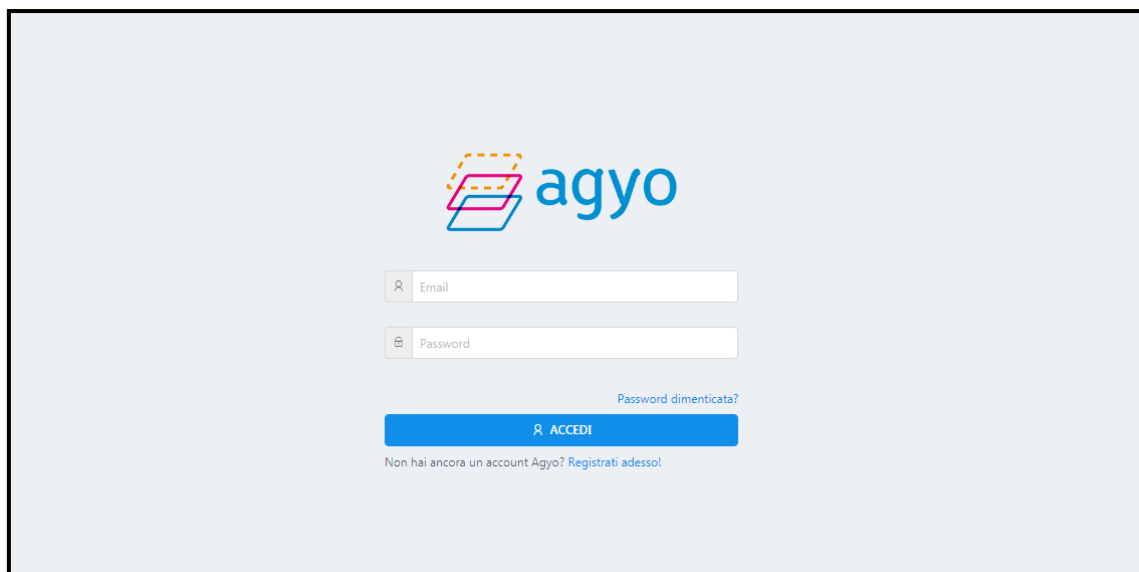 agyo
Email
Password
Password dimenticata?
ACCEDI
Non hai ancora un account Agyo? Registrati adesso!